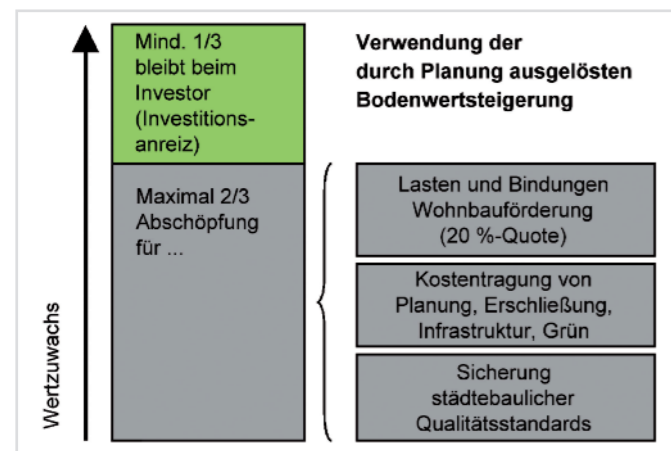 Mind. 1/3
bleibt beim
Investor
(Investitions-
anreiz)
Maximal 2/3
Abschöpfung
für ...
Wertzuwachs
Verwendung der
durch Planung ausgelösten
Bodenwertsteigerung
Lasten und Bindungen
Wohnbauförderung
(20 %-Quote)
Kostentragung von
Planung, Erschließung,
Infrastruktur, Grün
Sicherung
städtebaulicher
Qualitätsstandards